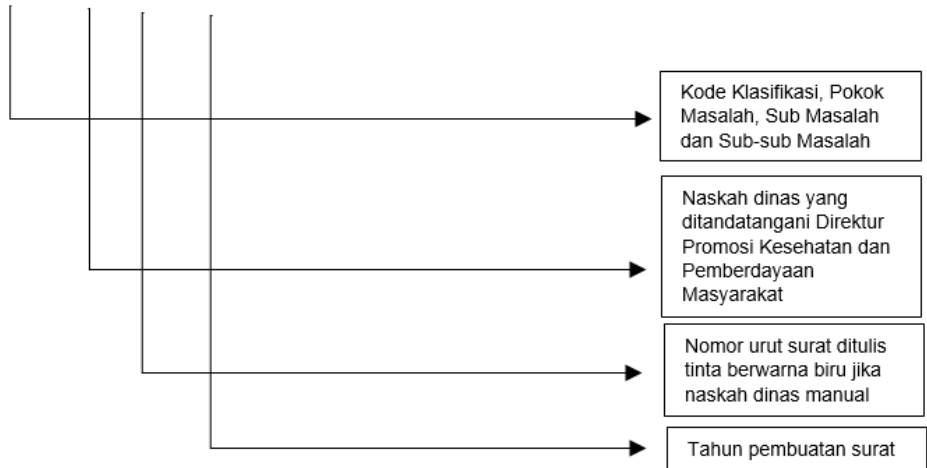 Kode Klasifikasi, Pokok
Masalah, Sub Masalah
dan Sub-sub Masalah
Naskah dinas yang
ditandatangani Direktur
Promosi Kesehatan dan
Pemberdayaan
Masyarakat
Nomor urut surat ditulis
tinta berwarna biru jika
naskah dinas manual
Tahun pembuatan surat